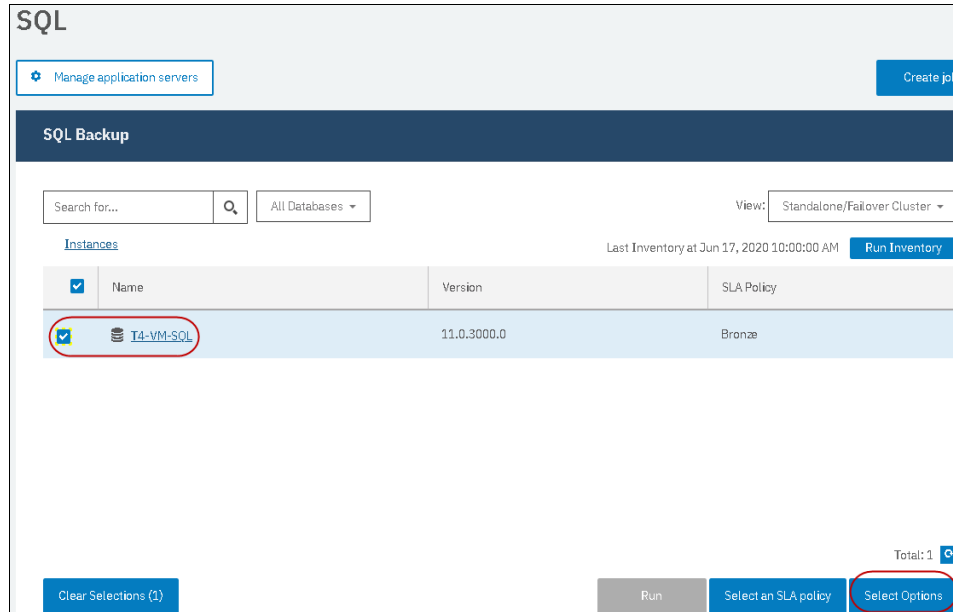 SQL
Manage application servers
Create jo
SQL Backup
Search for...
All Databases
View: Standalone/Failover Cluster
Instances
Last Inventory at Jun 17, 2020 10:00:00 AM Run Inventory
Name Version SLA Policy
T4-VM-SQL 11.0.3000.0 Bronze
Total: 1
Clear Selections (1) Run Select an SLA policy Select Options